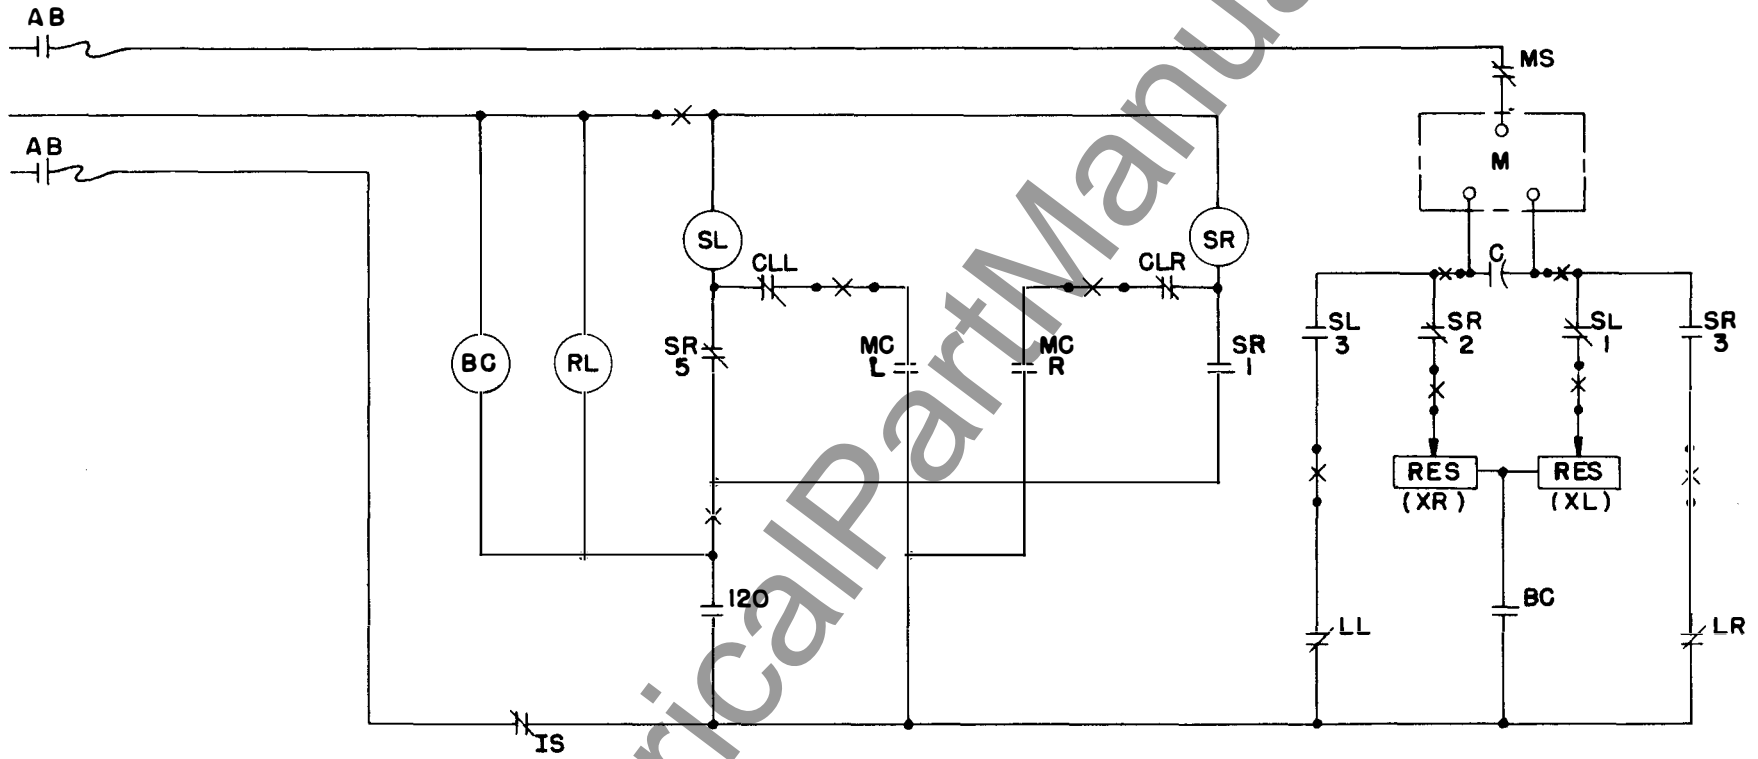 AB
MS
AB
M
SL
SR
CLL
CLR
C
BC
RL
SR
5
MC
L
MC
R
SR
1
SL
3
SR
2
SL
1
SR
3
RES
(XR)
RES
(XL)
120
BC
LL
LR
IS
ricalPartManu